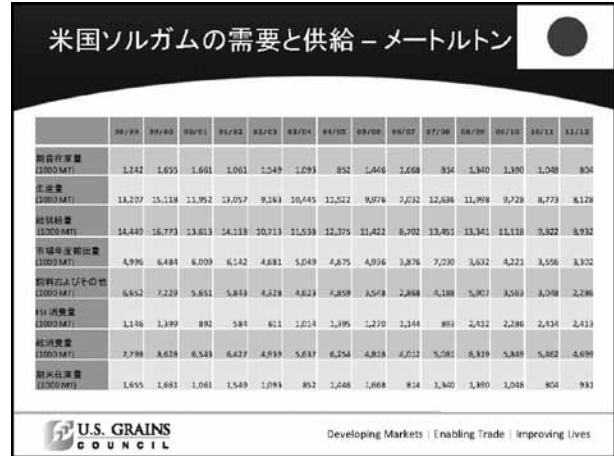 米国ソルガムの需要と供給 – メートルトン
98/99 99/00 00/01 01/02 02/03 03/04 04/05 05/06 06/07 07/08 08/09 09/10 10/11 11/12
期首在庫量
(1000 MT) 1,242 1,655 1,661 1,061 1,549 1,093 852 1,446 1,668 814 1,340 1,390 1,048 804
生産量
(1000 MT) 13,207 15,118 11,952 13,057 9,163 10,445 11,522 9,976 7,032 12,636 11,998 9,728 8,773 8,128
総供給量
(1000 MT) 14,449 16,773 13,613 14,118 10,713 11,538 12,375 11,422 8,702 13,451 13,341 11,118 9,822 8,932
市場年度輸出量
(1000 MT) 4,996 6,484 6,009 6,142 4,681 5,049 4,675 4,936 3,876 7,030 3,632 4,221 3,556 3,302
飼料およびその他
(1000 MT) 6,652 7,229 5,651 5,843 4,328 4,623 4,859 3,548 2,868 4,188 5,907 3,563 3,048 2,286
FSI 消費量
(1000 MT) 1,146 1,399 892 584 611 1,014 1,395 1,270 1,144 893 2,412 2,286 2,414 2,413
総消費量
(1000 MT) 7,798 8,628 6,543 6,427 4,939 5,637 6,254 4,818 4,012 5,081 8,319 5,849 5,462 4,699
期末在庫量
(1000 MT) 1,655 1,661 1,061 1,549 1,093 852 1,446 1,668 814 1,340 1,390 1,048 804 931
U.S. GRAINS
COUNCIL
Developing Markets | Enabling Trade | Improving Lives